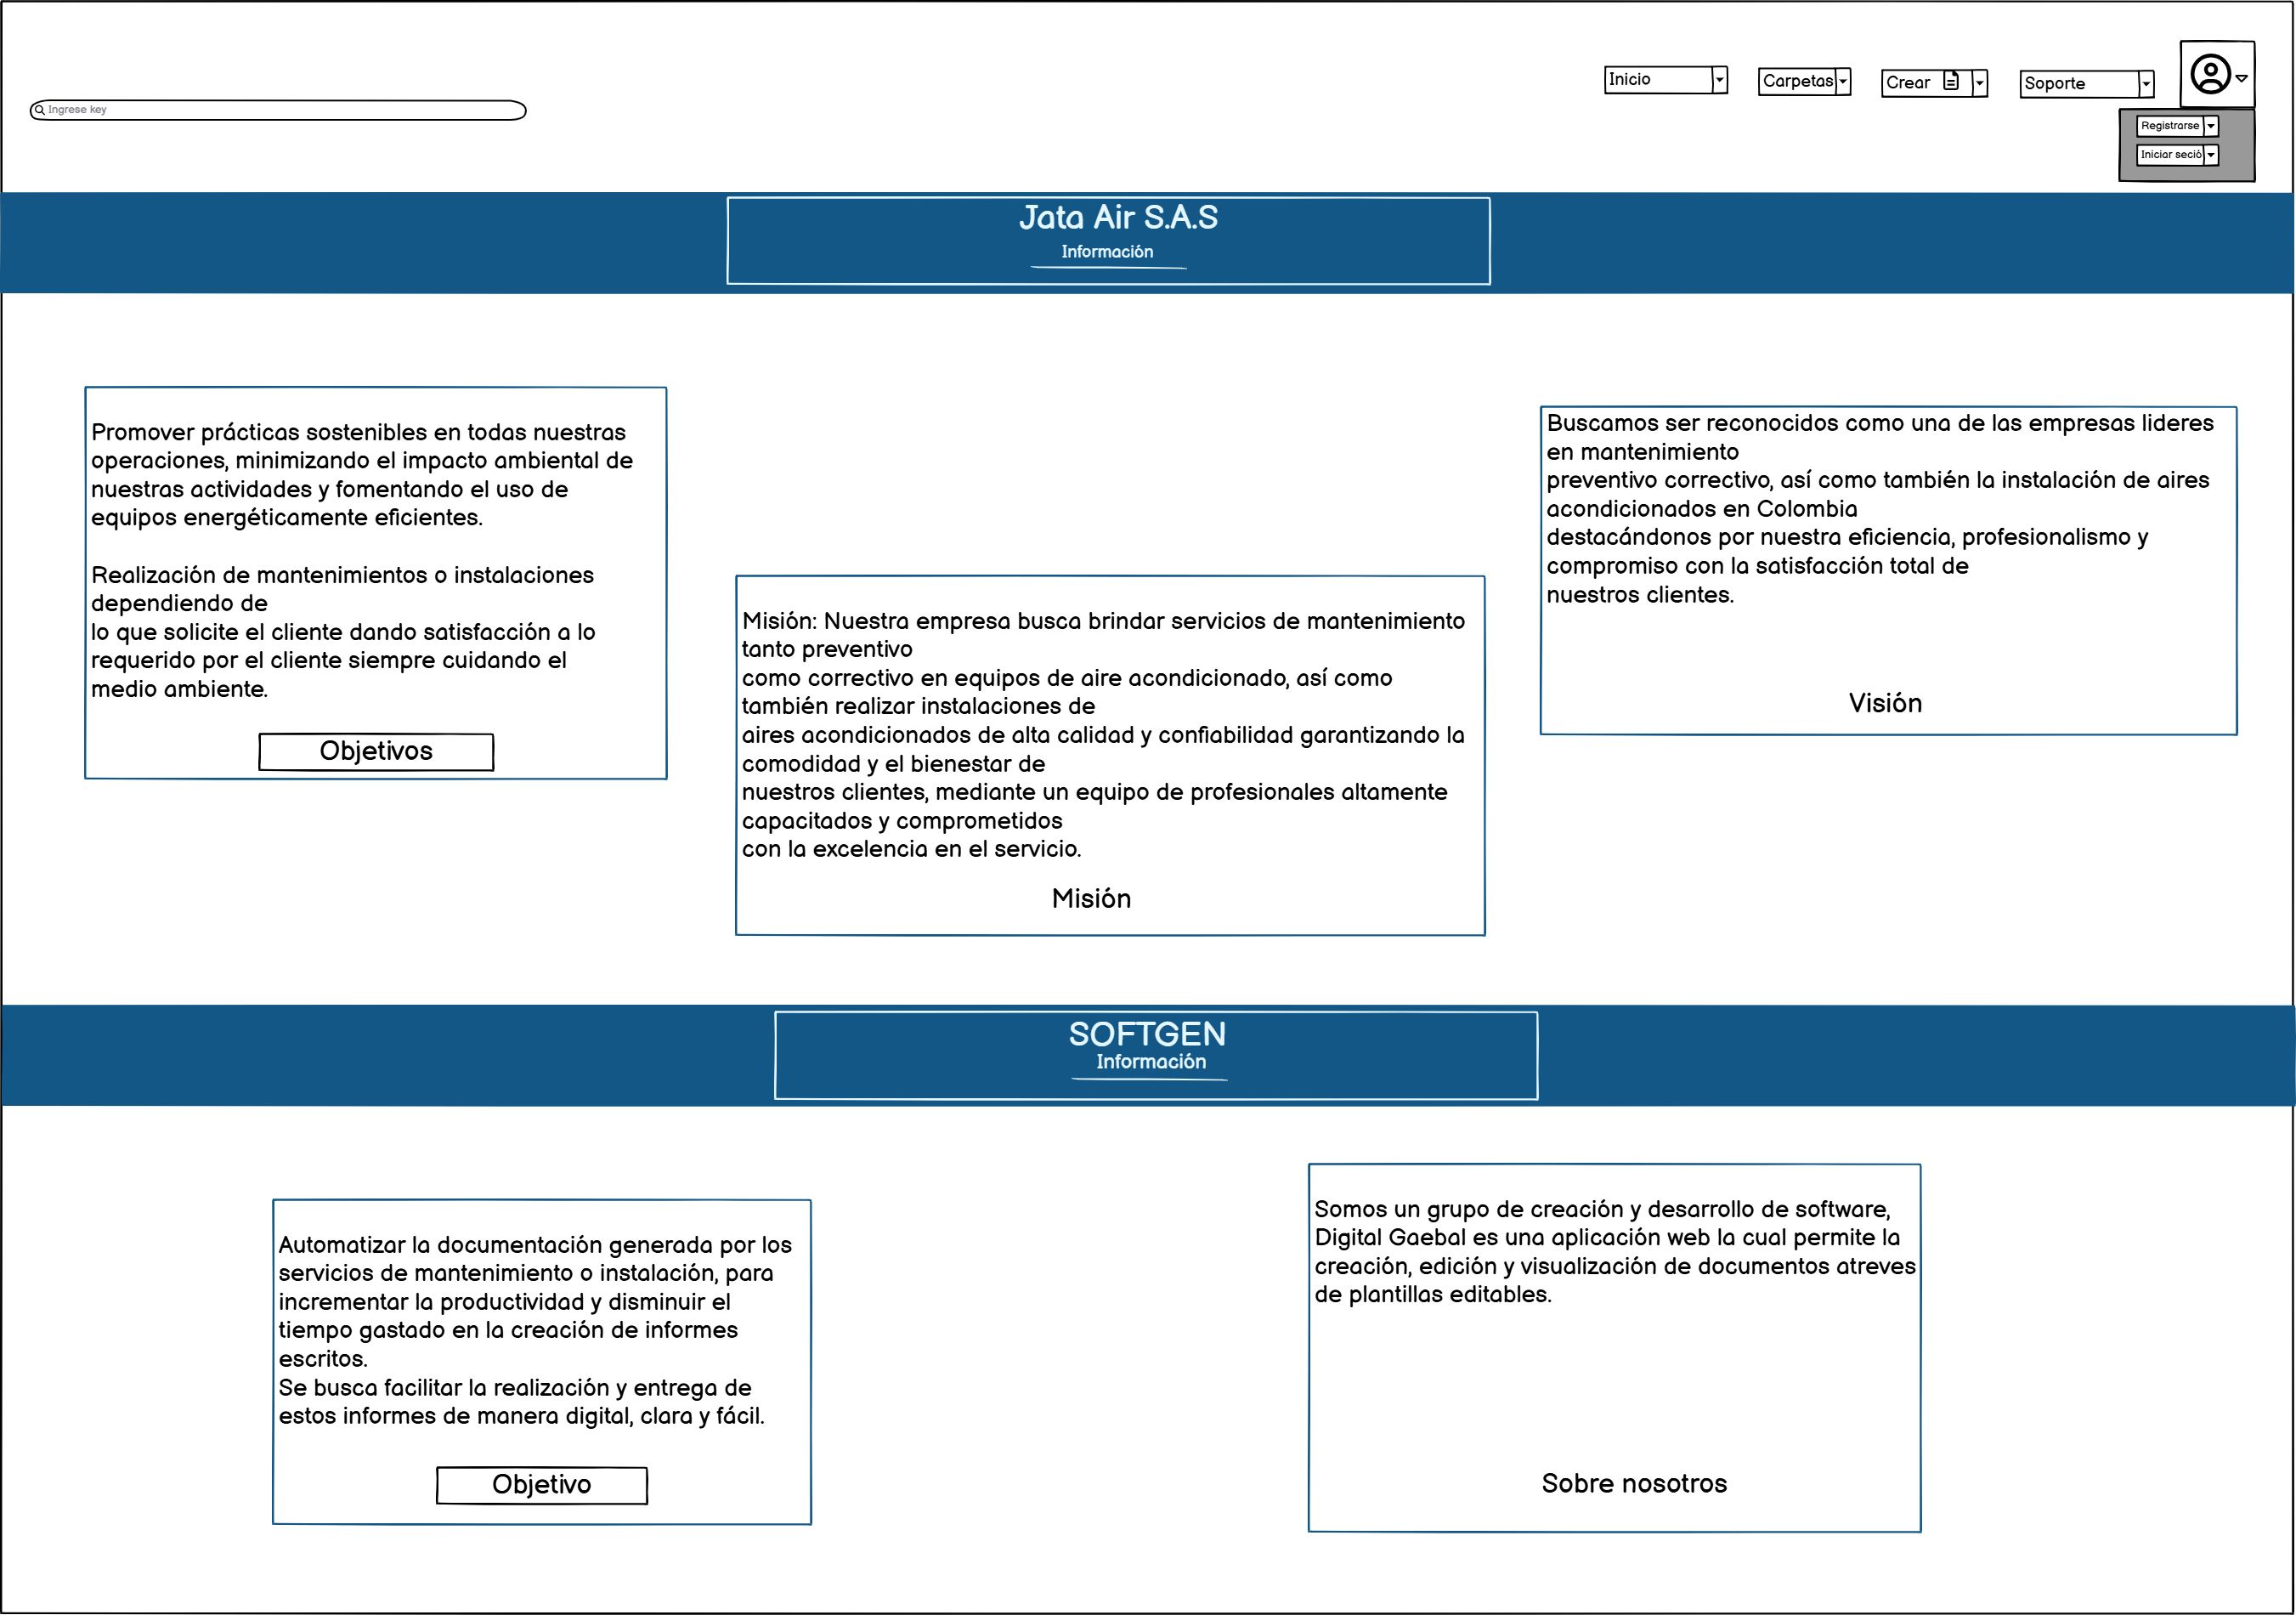 Inicio
Carpetas
Crear
Soporte
Ingrese key
Registrarse
Iniciar seció
Jata Air S.A.S
Información
Promover prácticas sostenibles en todas nuestras
operaciones, minimizando el impacto ambiental de
nuestras actividades y fomentando el uso de
equipos energéticamente eficientes.
Realización de mantenimientos o instalaciones
dependiendo de
lo que solicite el cliente dando satisfacción a lo
requerido por el cliente siempre cuidando el
medio ambiente.
Objetivos
Misión: Nuestra empresa busca brindar servicios de mantenimiento
tanto preventivo
como correctivo en equipos de aire acondicionado, así como
también realizar instalaciones de
aires acondicionados de alta calidad y confiabilidad garantizando la
comodidad y el bienestar de
nuestros clientes, mediante un equipo de profesionales altamente
capacitados y comprometidos
con la excelencia en el servicio.
Misión
Buscamos ser reconocidos como una de las empresas lideres
en mantenimiento
preventivo correctivo, así como también la instalación de aires
acondicionados en Colombia
destacándonos por nuestra eficiencia, profesionalismo y
compromiso con la satisfacción total de
nuestros clientes.
Visión
SOFTGEN
Información
Automatizar la documentación generada por los
servicios de mantenimiento o instalación, para
incrementar la productividad y disminuir el
tiempo gastado en la creación de informes
escritos.
Se busca facilitar la realización y entrega de
estos informes de manera digital, clara y fácil.
Objetivo
Somos un grupo de creación y desarrollo de software,
Digital Gaebal es una aplicación web la cual permite la
creación, edición y visualización de documentos atreves
de plantillas editables.
Sobre nosotros